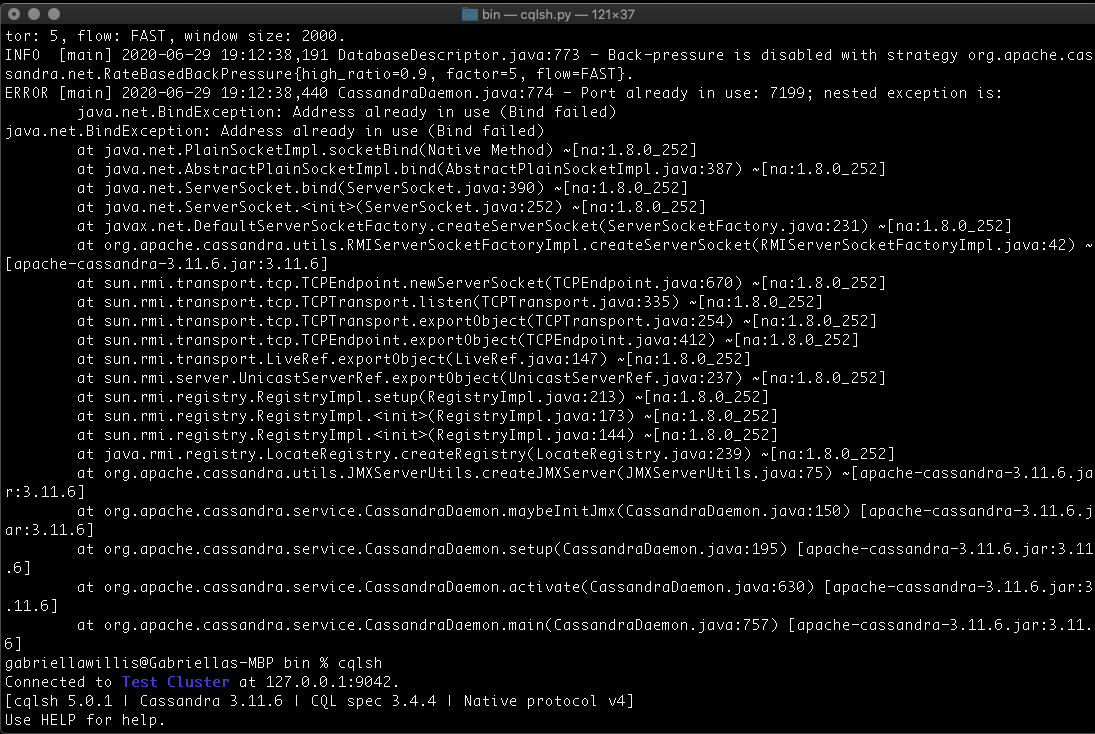 bin — cqlsh.py — 121×37
tor: 5, flow: FAST, window size: 2000.
INFO  [main] 2020-06-29 19:12:38,191 DatabaseDescriptor.java:773 - Back-pressure is disabled with strategy org.apache.cas
sandra.net.RateBasedBackPressure{high_ratio=0.9, factor=5, flow=FAST}.
ERROR [main] 2020-06-29 19:12:38,440 CassandraDaemon.java:774 - Port already in use: 7199; nested exception is:
        java.net.BindException: Address already in use (Bind failed)
java.net.BindException: Address already in use (Bind failed)
        at java.net.PlainSocketImpl.socketBind(Native Method) ~[na:1.8.0_252]
        at java.net.AbstractPlainSocketImpl.bind(AbstractPlainSocketImpl.java:387) ~[na:1.8.0_252]
        at java.net.ServerSocket.bind(ServerSocket.java:390) ~[na:1.8.0_252]
        at java.net.ServerSocket.<init>(ServerSocket.java:252) ~[na:1.8.0_252]
        at javax.net.DefaultServerSocketFactory.createServerSocket(ServerSocketFactory.java:231) ~[na:1.8.0_252]
        at org.apache.cassandra.utils.RMIServerSocketFactoryImpl.createServerSocket(RMIServerSocketFactoryImpl.java:42) ~
[apache-cassandra-3.11.6.jar:3.11.6]
        at sun.rmi.transport.tcp.TCPEndpoint.newServerSocket(TCPEndpoint.java:670) ~[na:1.8.0_252]
        at sun.rmi.transport.tcp.TCPTransport.listen(TCPTransport.java:335) ~[na:1.8.0_252]
        at sun.rmi.transport.tcp.TCPTransport.exportObject(TCPTransport.java:254) ~[na:1.8.0_252]
        at sun.rmi.transport.tcp.TCPEndpoint.exportObject(TCPEndpoint.java:412) ~[na:1.8.0_252]
        at sun.rmi.transport.LiveRef.exportObject(LiveRef.java:147) ~[na:1.8.0_252]
        at sun.rmi.server.UnicastServerRef.exportObject(UnicastServerRef.java:237) ~[na:1.8.0_252]
        at sun.rmi.registry.RegistryImpl.setup(RegistryImpl.java:213) ~[na:1.8.0_252]
        at sun.rmi.registry.RegistryImpl.<init>(RegistryImpl.java:173) ~[na:1.8.0_252]
        at sun.rmi.registry.RegistryImpl.<init>(RegistryImpl.java:144) ~[na:1.8.0_252]
        at java.rmi.registry.LocateRegistry.createRegistry(LocateRegistry.java:239) ~[na:1.8.0_252]
        at org.apache.cassandra.utils.JMXServerUtils.createJMXServer(JMXServerUtils.java:75) ~[apache-cassandra-3.11.6.ja
r:3.11.6]
        at org.apache.cassandra.service.CassandraDaemon.maybeInitJmx(CassandraDaemon.java:150) [apache-cassandra-3.11.6.j
ar:3.11.6]
        at org.apache.cassandra.service.CassandraDaemon.setup(CassandraDaemon.java:195) [apache-cassandra-3.11.6.jar:3.11
.6]
        at org.apache.cassandra.service.CassandraDaemon.activate(CassandraDaemon.java:630) [apache-cassandra-3.11.6.jar:3
.11.6]
        at org.apache.cassandra.service.CassandraDaemon.main(CassandraDaemon.java:757) [apache-cassandra-3.11.6.jar:3.11.
6]
gabriellawillis@Gabriellas-MBP bin % cqlsh
Connected to Test Cluster at 127.0.0.1:9042.
[cqlsh 5.0.1 | Cassandra 3.11.6 | CQL spec 3.4.4 | Native protocol v4]
Use HELP for help.